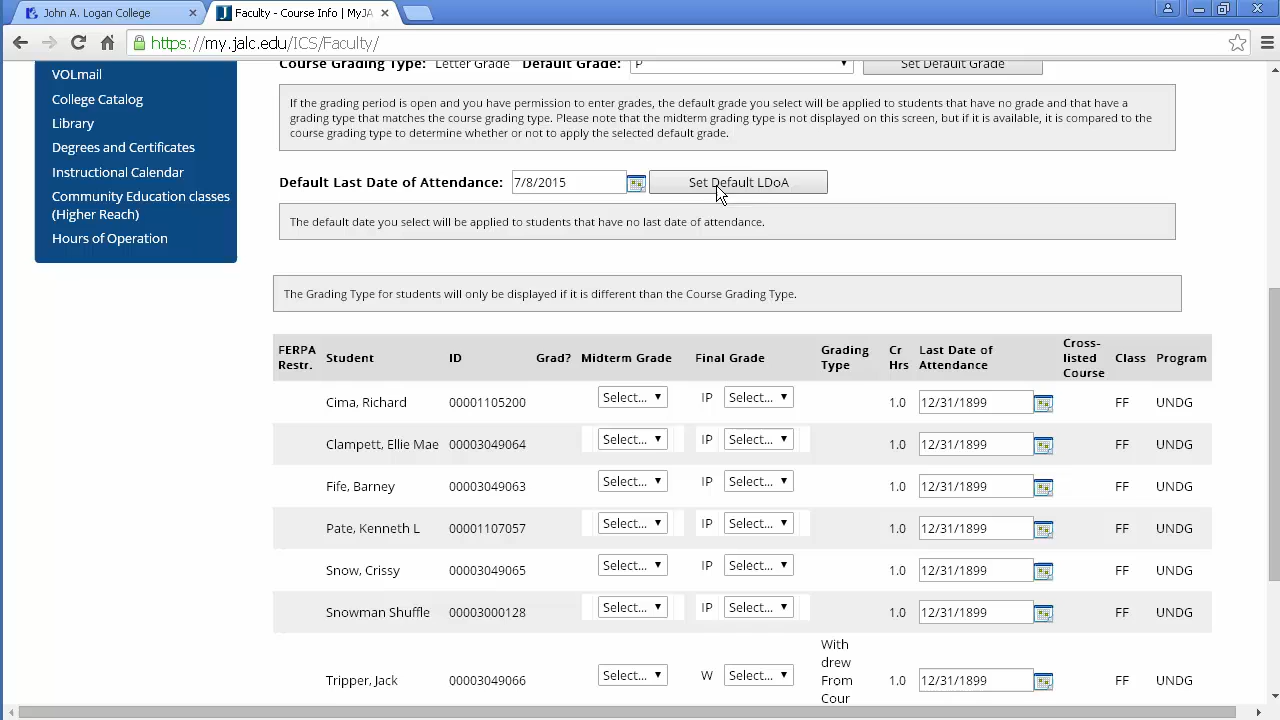 John A. Logan College
Faculty - Course Info | MyJA
https://my.jalc.edu/ICS/Faculty/
VOLmail
College Catalog
Library
Degrees and Certificates
Instructional Calendar
Community Education classes
(Higher Reach)
Hours of Operation
Course Grading Type: Letter Grade Default Grade: P Set Default Grade
If the grading period is open and you have permission to enter grades, the default grade you select will be applied to students that have no grade and that have a
grading type that matches the course grading type. Please note that the midterm grading type is not displayed on this screen, but if it is available, it is compared to the
course grading type to determine whether or not to apply the selected default grade.
Default Last Date of Attendance: 7/8/2015 Set Default LDoA
The default date you select will be applied to students that have no last date of attendance.
The Grading Type for students will only be displayed if it is different than the Course Grading Type.
FERPA Restr. Student ID Grad? Midterm Grade Final Grade Grading Type Cr Hrs Last Date of Attendance Cross-listed Course Class Program
Cima, Richard 00001105200 Select... IP Select... 1.0 12/31/1899 FF UNDG
Clampett, Ellie Mae 00003049064 Select... IP Select... 1.0 12/31/1899 FF UNDG
Fife, Barney 00003049063 Select... IP Select... 1.0 12/31/1899 FF UNDG
Pate, Kenneth L 00001107057 Select... IP Select... 1.0 12/31/1899 FF UNDG
Snow, Crissy 00003049065 Select... IP Select... 1.0 12/31/1899 FF UNDG
Snowman Shuffle 00003000128 Select... IP Select... 1.0 12/31/1899 FF UNDG
Tripper, Jack 00003049066 Select... W Select... With drew From Cour 1.0 12/31/1899 FF UNDG